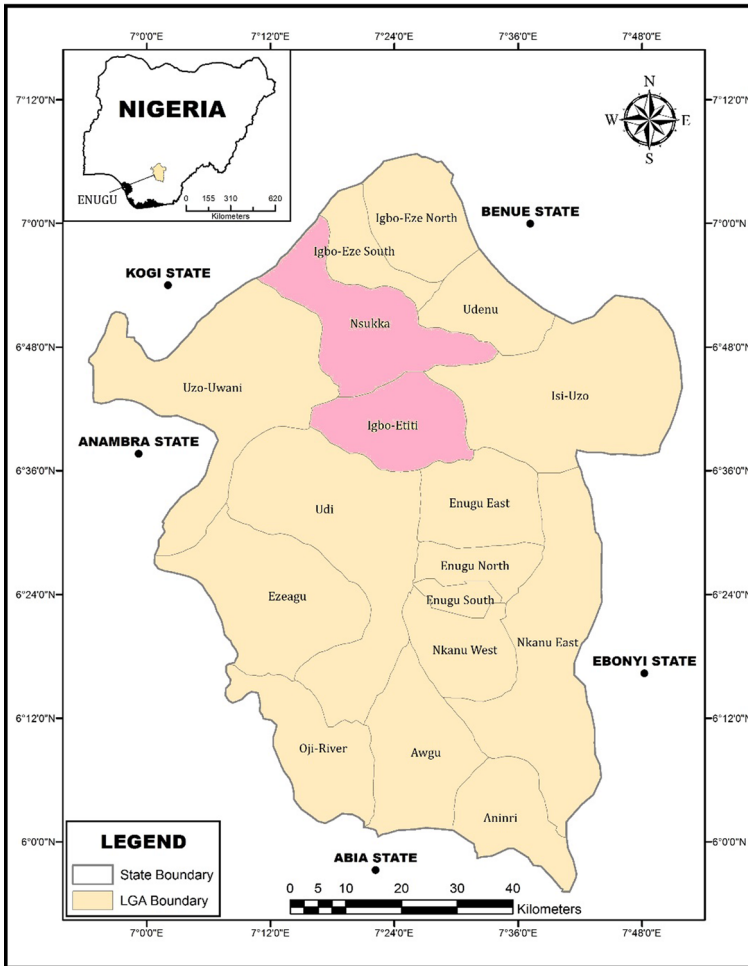 7°0'0"E 7°12'0"E 7°24'0"E 7°36'0"E 7°48'0"E
NIGERIA
ENUGU
0 155 310 620
Kilometers
N
W E
S
7°12'0"N 7°12'0"N
7°0'0"N 7°0'0"N
6°48'0"N 6°48'0"N
6°36'0"N 6°36'0"N
6°24'0"N 6°24'0"N
6°12'0"N 6°12'0"N
6°0'0"N 6°0'0"N
Igbo-Eze North
BENUE STATE
Igbo-Eze South
KOGI STATE
Udenu
Nsukka
Uzo-Uwani
Isi-Uzo
Igbo-Etiti
ANAMBRA STATE
Enugu East
Udi
Enugu North
Ezeagu
Enugu South
Nkanu East
Nkanu West
EBONYI STATE
Oji-River
Awgu
Aninri
ABIA STATE
LEGEND
State Boundary
LGA Boundary
0 5 10 20 30 40
Kilometers
7°0'0"E 7°12'0"E 7°24'0"E 7°36'0"E 7°48'0"E